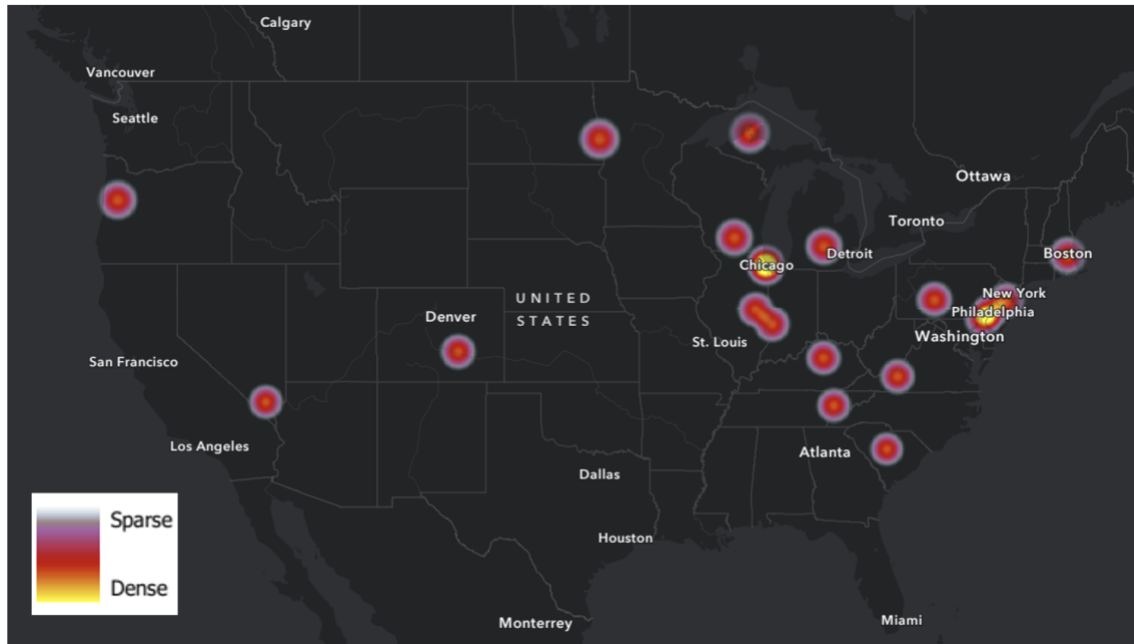 Calgary
Vancouver
Seattle
Ottawa
Toronto
Boston
Detroit
Chicago
New York
Philadelphia
UNITED
STATES
Denver
Washington
St. Louis
San Francisco
Los Angeles
Atlanta
Dallas
Houston
Miami
Monterrey
Sparse
Dense